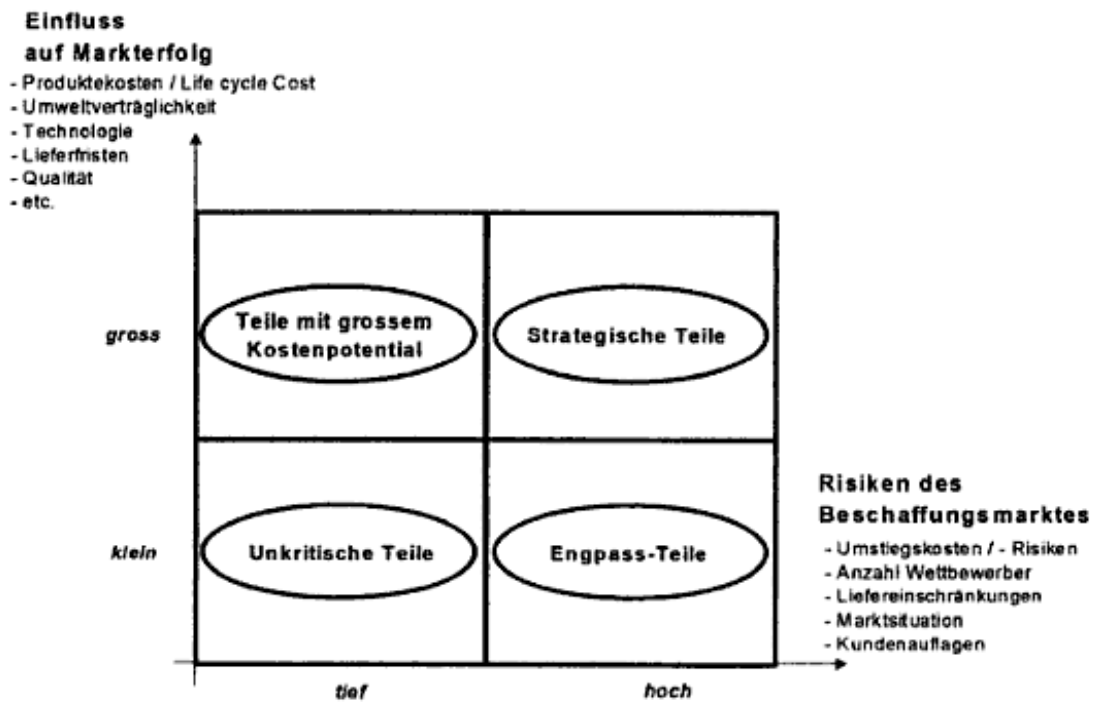 Einfluss
auf Markterfolg
- Produktekosten / Life cycle Cost
- Umweltverträglichkeit
- Technologie
- Lieferfristen
- Qualität
- etc.
gross
Teile mit grossem
Kostenpotential
Strategische Teile
klein
Unkritische Teile
Engpass-Teile
Risiken des
Beschaffungsmarktes
- Umstiegskosten / - Risiken
- Anzahl Wettbewerber
- Liefereinschränkungen
- Marktsituation
- Kundenauflagen
tief
hoch